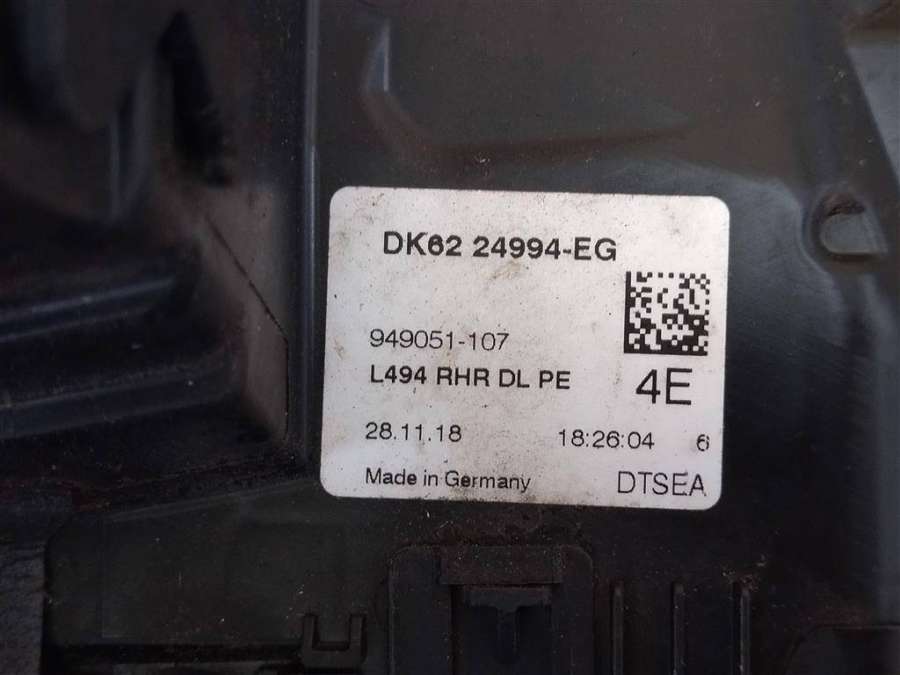 DK62 24994-EG
949051-107
L494 RHR DL PE
4E
28.11.18 18:26:04 6
Made in Germany DTSEA